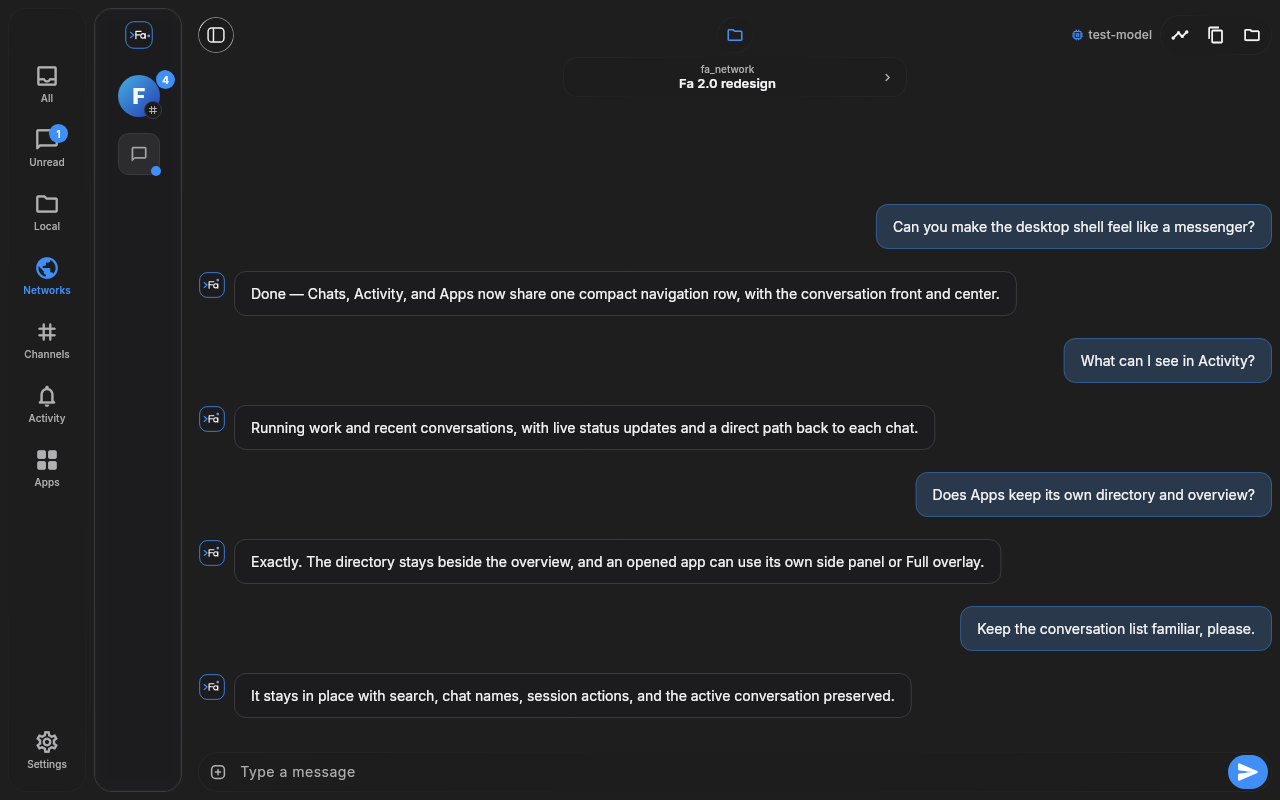 All
1
Unread
Local
Networks
Channels
Activity
Apps
Settings
>Fa
F
4
#
test-model
fa_network
Fa 2.0 redesign
Can you make the desktop shell feel like a messenger?
>Fa
Done — Chats, Activity, and Apps now share one compact navigation row, with the conversation front and center.
What can I see in Activity?
>Fa
Running work and recent conversations, with live status updates and a direct path back to each chat.
Does Apps keep its own directory and overview?
>Fa
Exactly. The directory stays beside the overview, and an opened app can use its own side panel or Full overlay.
Keep the conversation list familiar, please.
>Fa
It stays in place with search, chat names, session actions, and the active conversation preserved.
Type a message